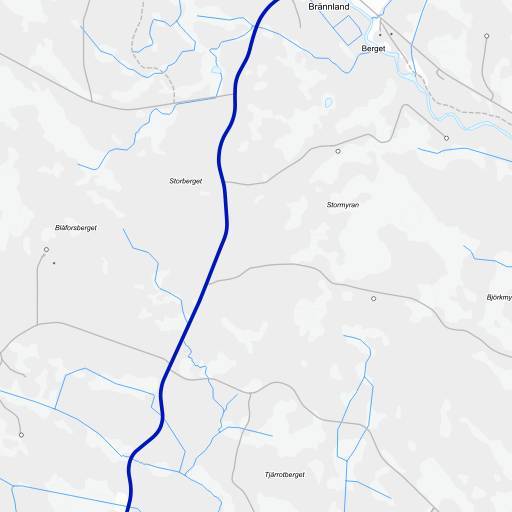 Brännland
Berget
Storberget
Stormyran
Blåforsberget
Björkmy
Tjärrotberget